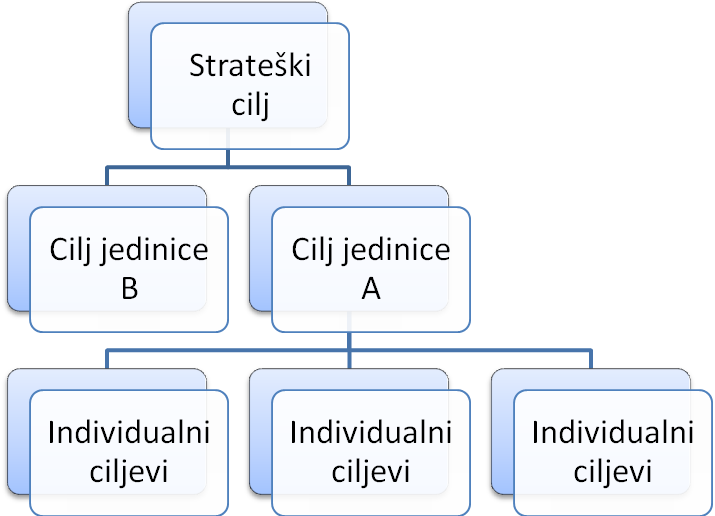 Strateški
cilj
Cilj jedinice
B
Cilj jedinice
A
Individualni
ciljevi
Individualni
ciljevi
Individualni
ciljevi